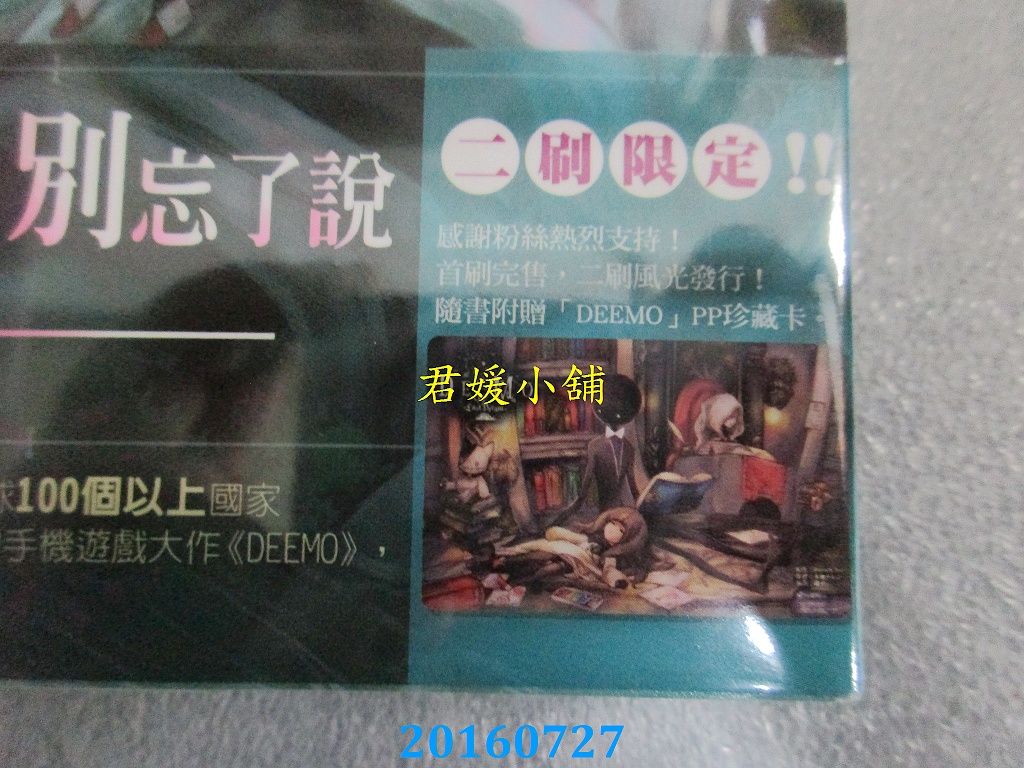 別忘了說
二刷限定!!
感謝粉絲熱烈支持！
首刷完售，二刷風光發行！
隨書附贈「DEEMO」PP珍藏卡。
君媛小舖
球100個以上國家
手機遊戲大作《DEEMO》，
20160727